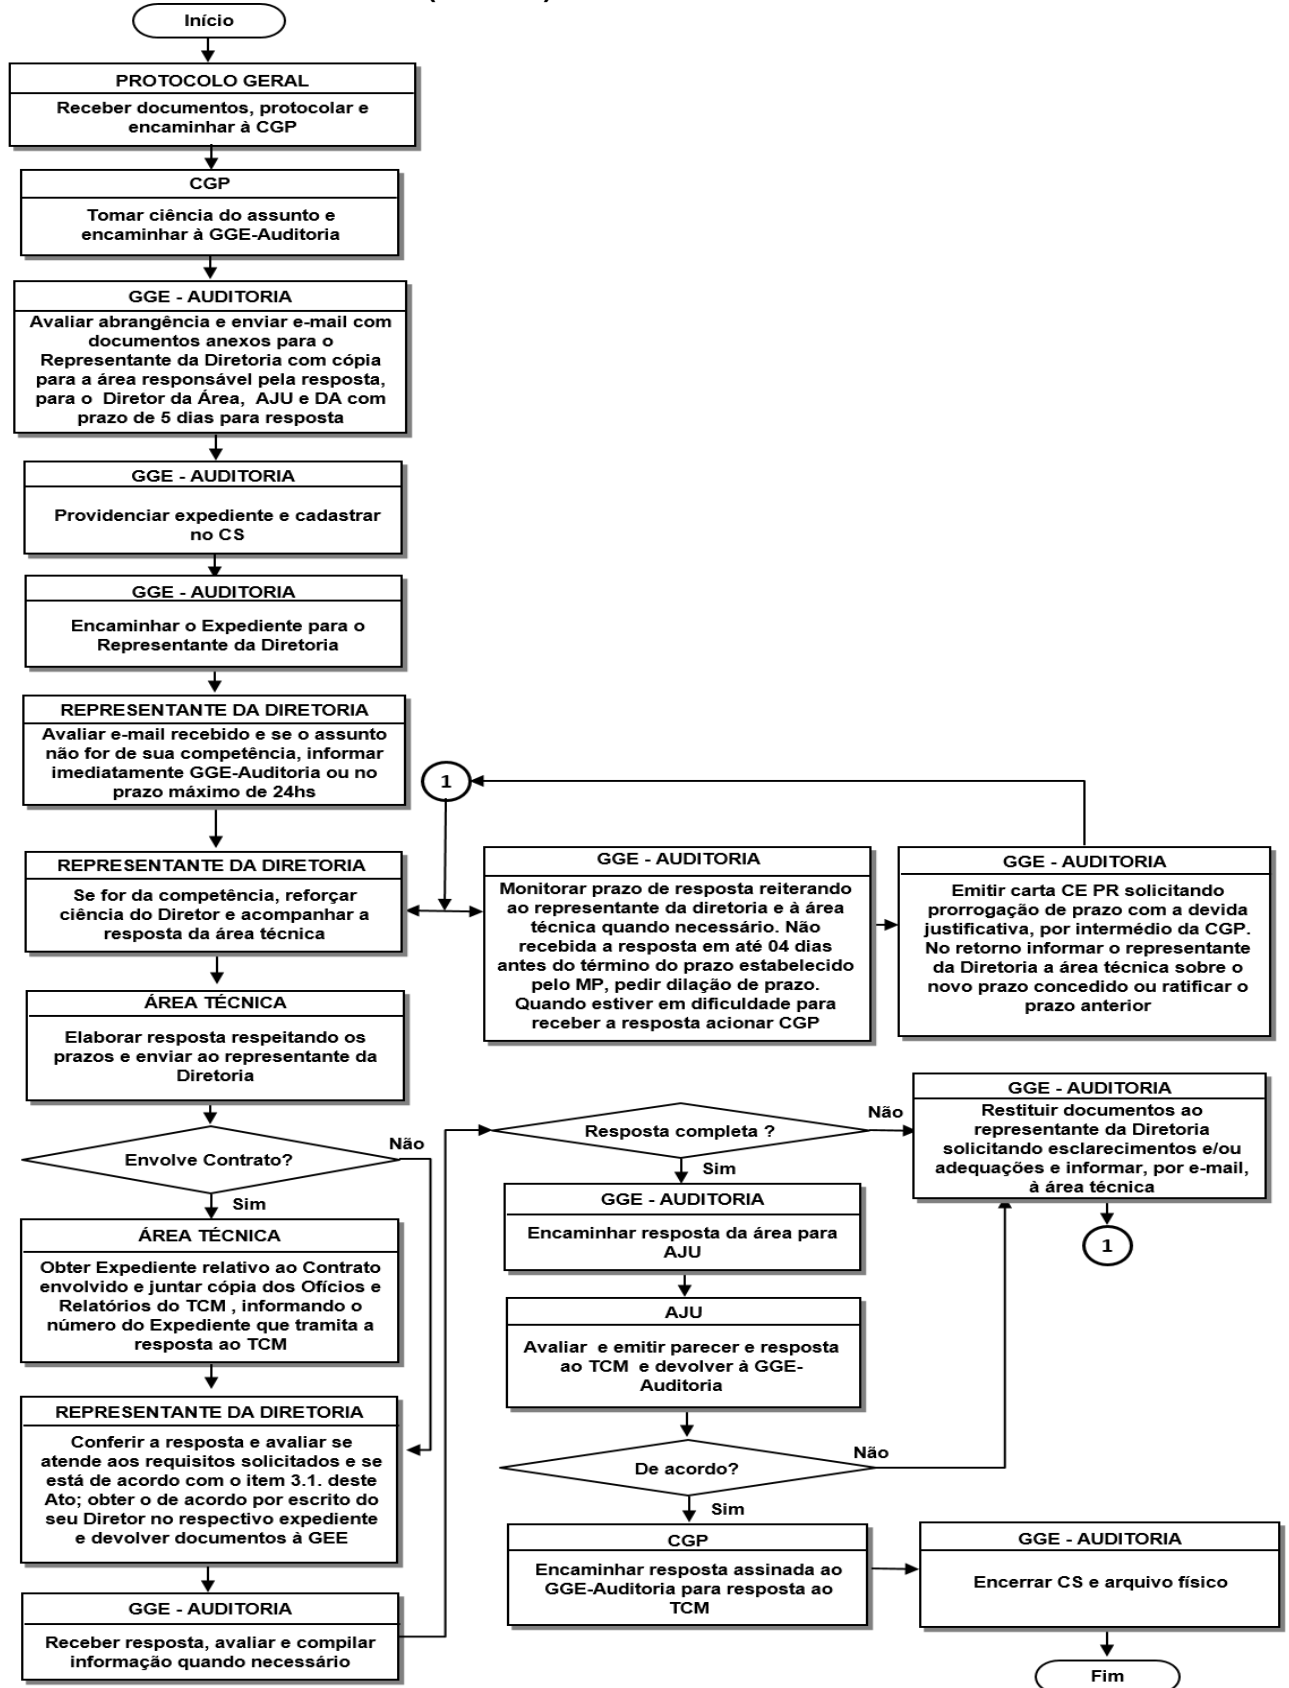 Início
PROTOCOLO GERAL
Receber documentos, protocolar e
encaminhar à CGP
CGP
Tomar ciência do assunto e
encaminhar à GGE-Auditoria
GGE - AUDITORIA
Avaliar abrangência e enviar e-mail com
documentos anexos para o
Representante da Diretoria com cópia
para a área responsável pela resposta,
para o Diretor da Área, AJU e DA com
prazo de 5 dias para resposta
GGE - AUDITORIA
Providenciar expediente e cadastrar
no CS
GGE - AUDITORIA
Encaminhar o Expediente para o
Representante da Diretoria
REPRESENTANTE DA DIRETORIA
Avaliar e-mail recebido e se o assunto
não for de sua competência, informar
imediatamente GGE-Auditoria ou no
prazo máximo de 24hs
1
REPRESENTANTE DA DIRETORIA
Se for da competência, reforçar
ciência do Diretor e acompanhar a
resposta da área técnica
GGE - AUDITORIA
Monitorar prazo de resposta reiterando
ao representante da diretoria e à área
técnica quando necessário. Não
recebida a resposta em até 04 dias
antes do término do prazo estabelecido
pelo MP, pedir dilação de prazo.
Quando estiver em dificuldade para
receber a resposta acionar CGP
GGE - AUDITORIA
Emitir carta CE PR solicitando
prorrogação de prazo com a devida
justificativa, por intermédio da CGP.
No retorno informar o representante
da Diretoria a área técnica sobre o
novo prazo concedido ou ratificar o
prazo anterior
ÁREA TÉCNICA
Elaborar resposta respeitando os
prazos e enviar ao representante da
Diretoria
Envolve Contrato?
Não
Sim
ÁREA TÉCNICA
Obter Expediente relativo ao Contrato
envolvido e juntar cópia dos Ofícios e
Relatórios do TCM , informando o
número do Expediente que tramita a
resposta ao TCM
REPRESENTANTE DA DIRETORIA
Conferir a resposta e avaliar se
atende aos requisitos solicitados e se
está de acordo com o item 3.1. deste
Ato; obter o de acordo por escrito do
seu Diretor no respectivo expediente
e devolver documentos à GEE
GGE - AUDITORIA
Receber resposta, avaliar e compilar
informação quando necessário
Resposta completa ?
Não
Sim
GGE - AUDITORIA
Restituir documentos ao
representante da Diretoria
solicitando esclarecimentos e/ou
adequações e informar, por e-mail,
à área técnica
1
GGE - AUDITORIA
Encaminhar resposta da área para
AJU
AJU
Avaliar e emitir parecer e resposta
ao TCM e devolver à GGE-
Auditoria
De acordo?
Não
Sim
CGP
Encaminhar resposta assinada ao
GGE-Auditoria para resposta ao
TCM
GGE - AUDITORIA
Encerrar CS e arquivo físico
Fim